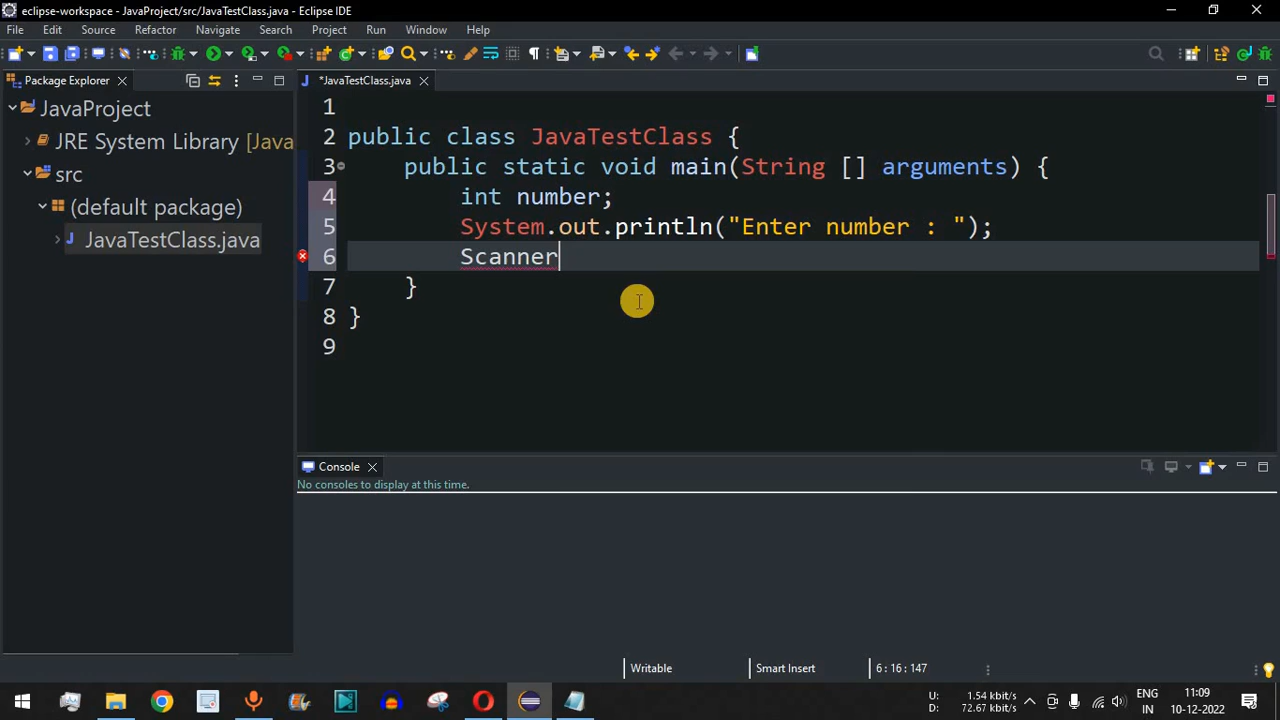 eclipse-workspace - JavaProject/src/JavaTestClass.java - Eclipse IDE
File Edit Source Refactor Navigate Search Project Run Window Help
Package Explorer
*JavaTestClass.java
JavaProject
JRE System Library [Java
src
(default package)
JavaTestClass.java
1
2 public class JavaTestClass {
3 public static void main(String [] arguments) {
4 int number;
5 System.out.println("Enter number : ");
6 Scanner
7 }
8 }
9
Console
No consoles to display at this time.
Writable Smart Insert 6 : 16 : 147
U: 1.54 kbit/s
D: 72.67 kbit/s
ENG
IN
11:09
10-12-2022